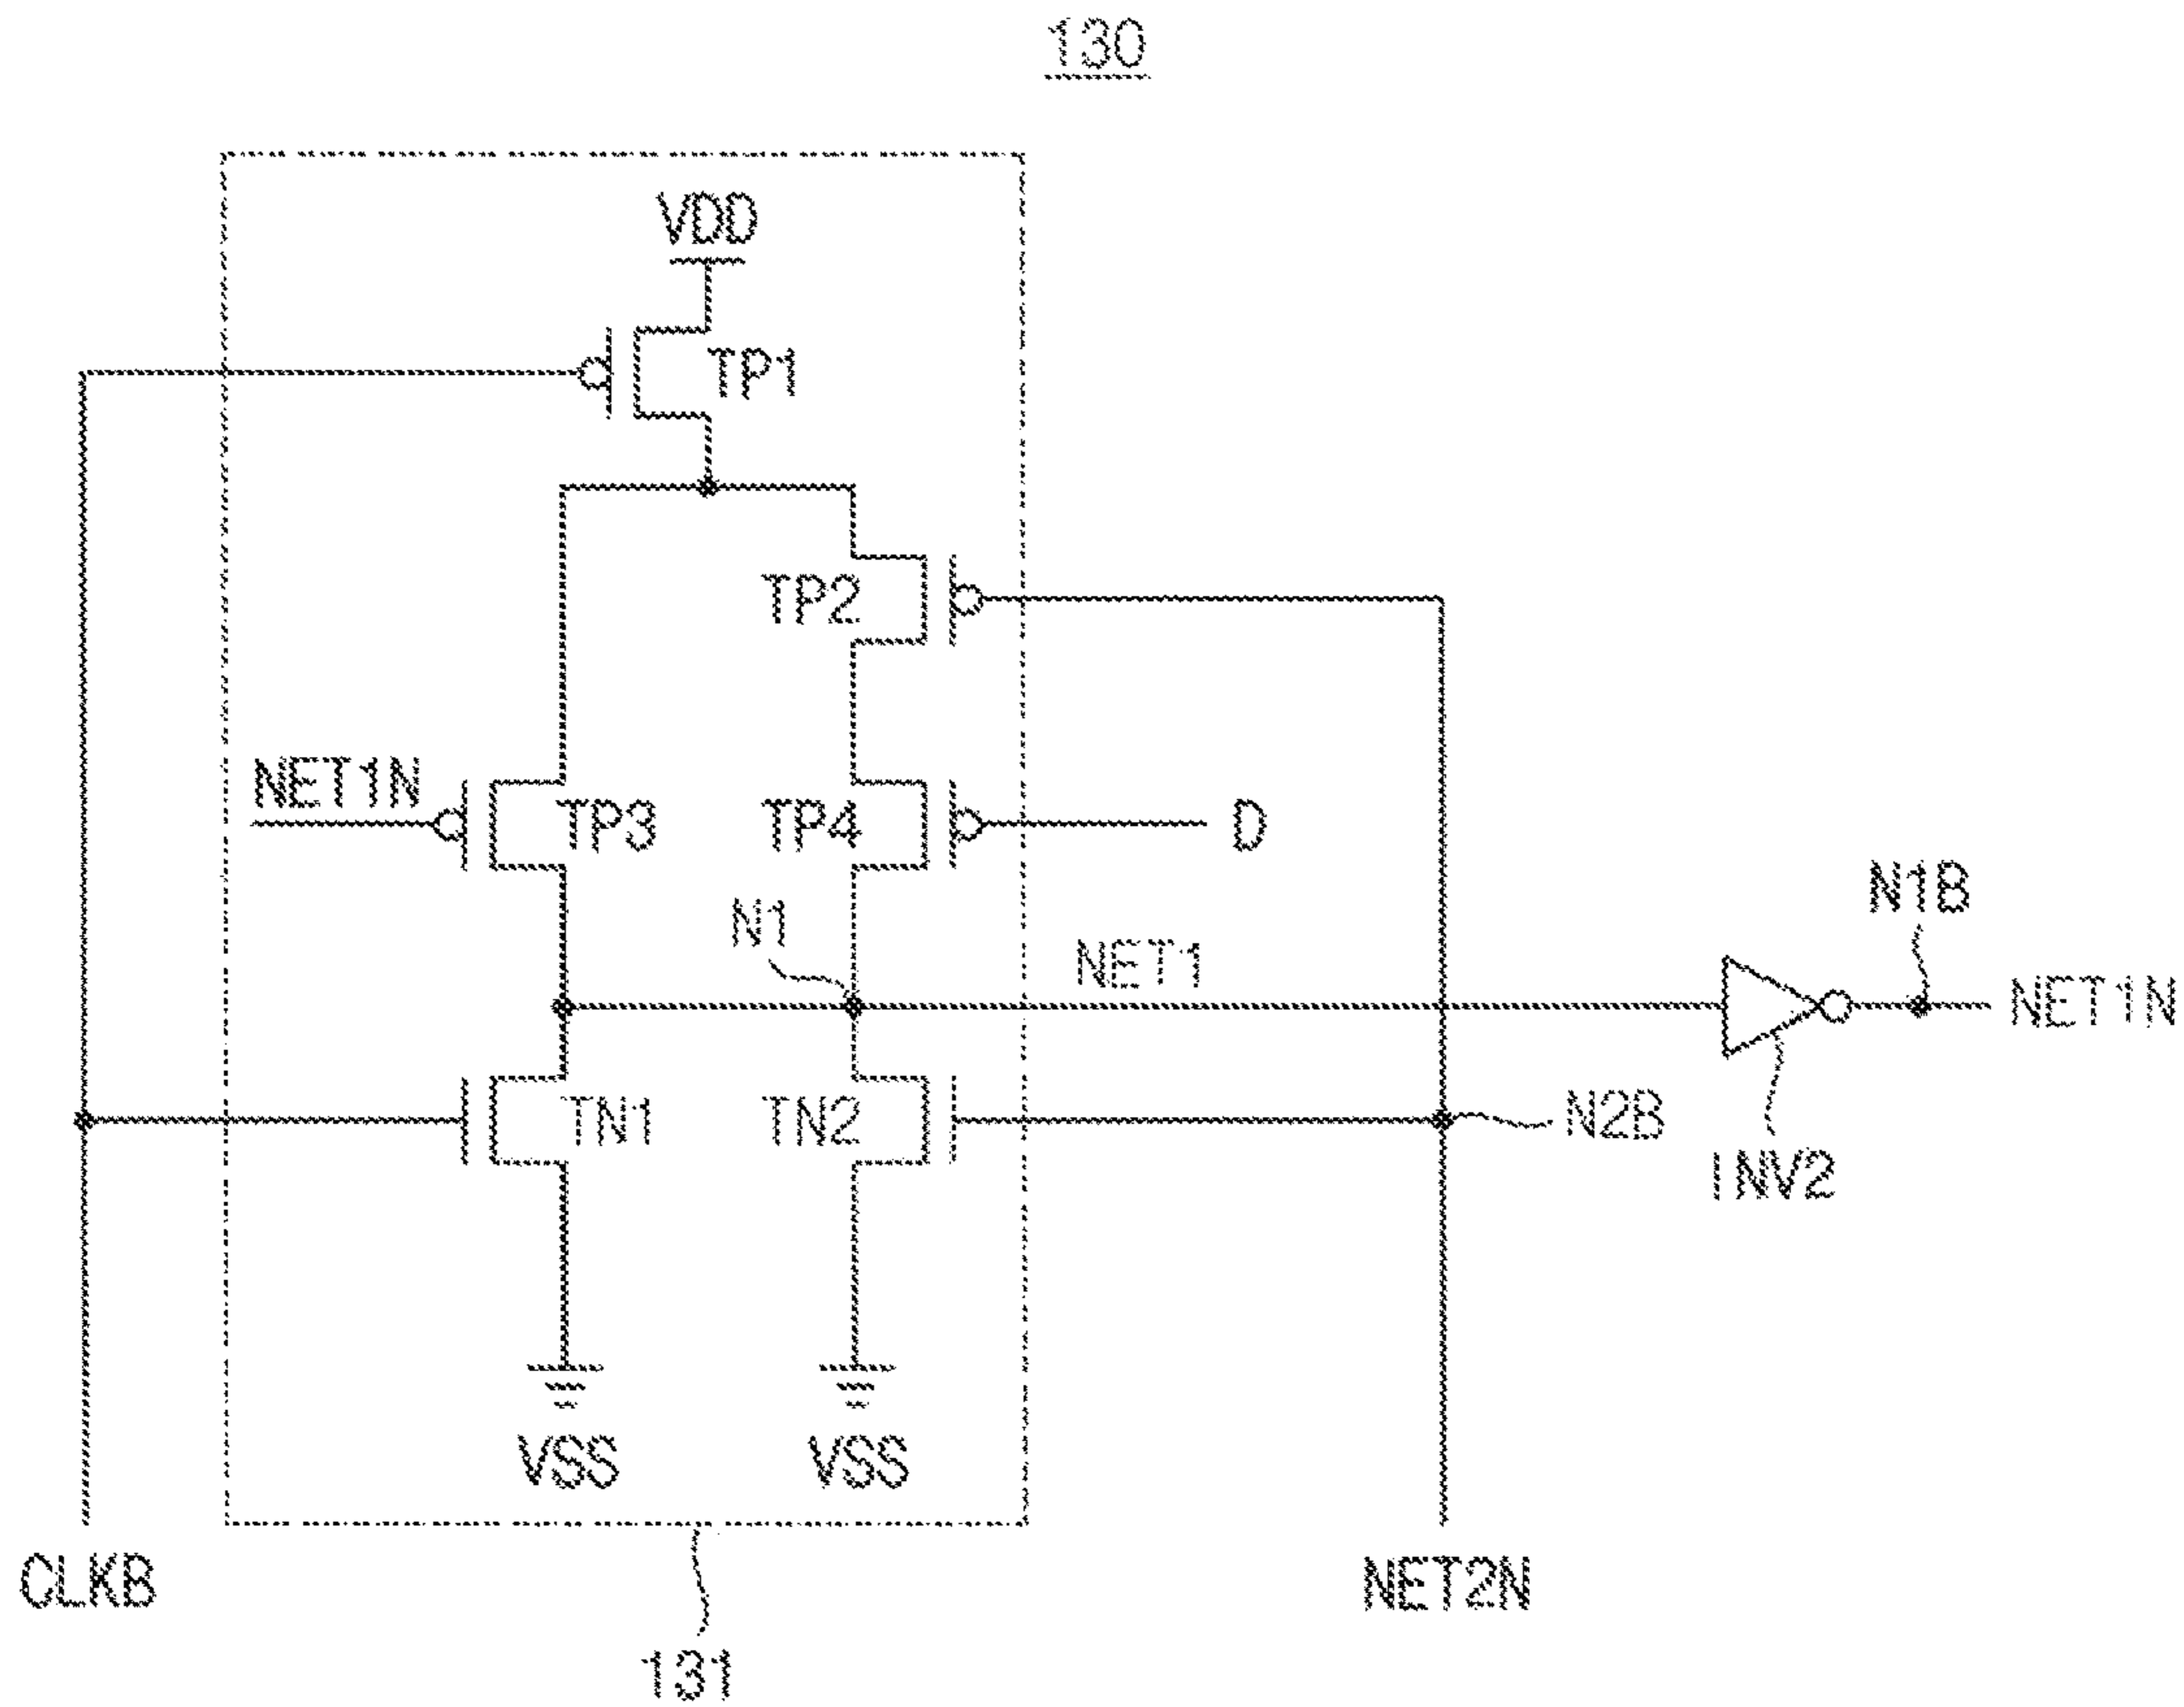 130
VDD
TP1
TP2
NET1N
TP3
TP4
D
N1
NET1
N1B
NET1N
TN1
TN2
N2B
INV2
VSS
VSS
CLKB
NET2N
131